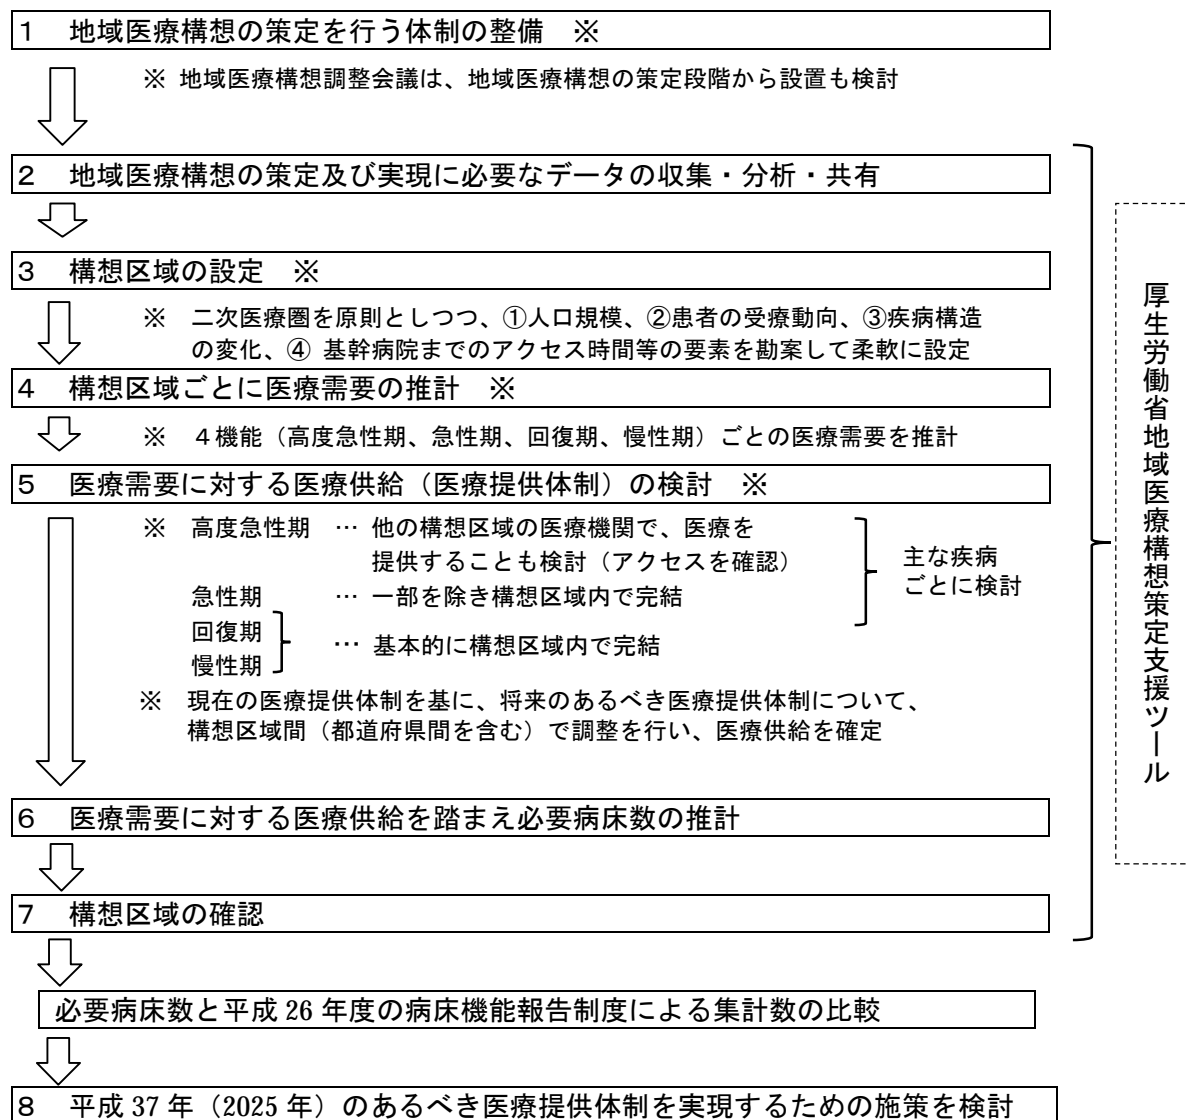 1　地域医療構想の策定を行う体制の整備　※
※ 地域医療構想調整会議は、地域医療構想の策定段階から設置も検討
2　地域医療構想の策定及び実現に必要なデータの収集・分析・共有
3　構想区域の設定　※
※　二次医療圏を原則としつつ、①人口規模、②患者の受療動向、③疾病構造
の変化、④ 基幹病院までのアクセス時間等の要素を勘案して柔軟に設定
4　構想区域ごとに医療需要の推計　※
※　４機能（高度急性期、急性期、回復期、慢性期）ごとの医療需要を推計
5　医療需要に対する医療供給（医療提供体制）の検討　※
※　高度急性期　… 他の構想区域の医療機関で、医療を
提供することも検討（アクセスを確認）
急性期　… 一部を除き構想区域内で完結
回復期
慢性期
… 基本的に構想区域内で完結
主な疾病
ごとに検討
※　現在の医療提供体制を基に、将来のあるべき医療提供体制について、
構想区域間（都道府県間を含む）で調整を行い、医療供給を確定
6　医療需要に対する医療供給を踏まえ必要病床数の推計
7　構想区域の確認
必要病床数と平成 26 年度の病床機能報告制度による集計数の比較
8　平成 37 年（2025 年）のあるべき医療提供体制を実現するための施策を検討
厚生労働省地域医療構想策定支援ツール